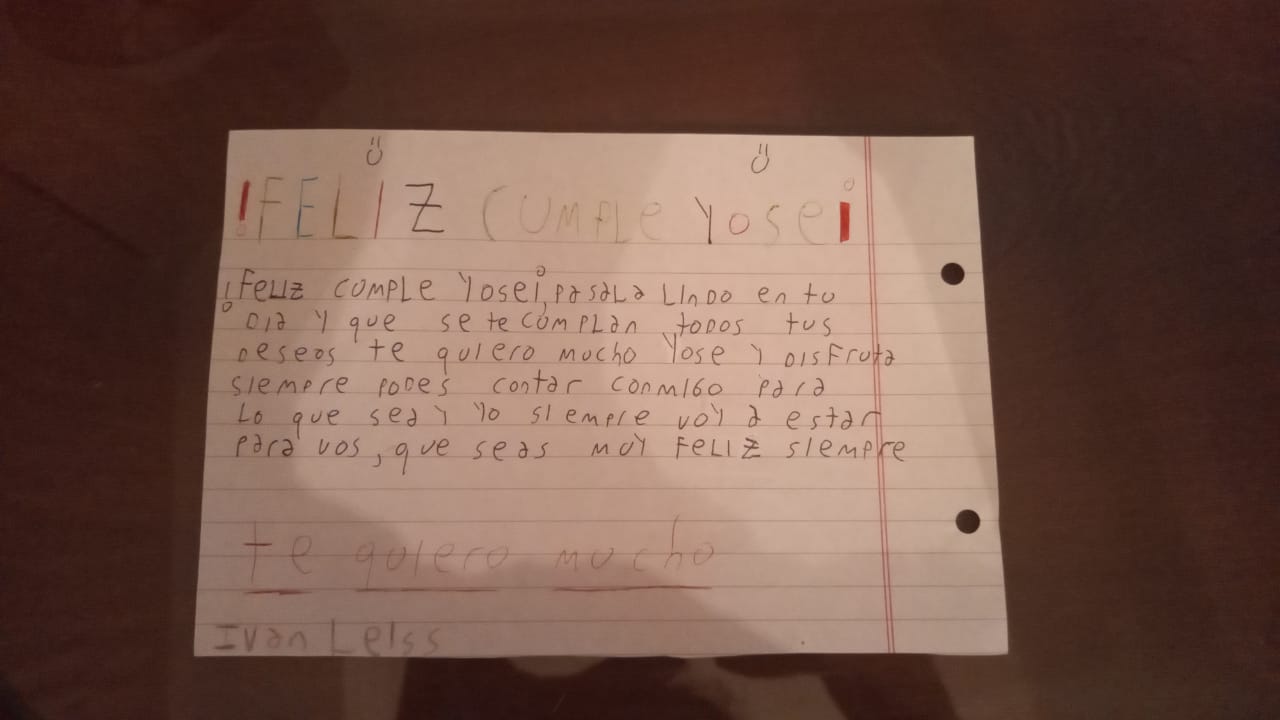 !FELIZ CUMPLE Yose¡
¡FeLIZ CUMPLE Yose¡, PasaLa LInDO en tu
DIa Y que se te CUMPLan toDos tus
Deseos te quIero mucho Yose Y DIsFruta
sIempre poDes contar conmIGo para
Lo que sea Y Yo sIempre voY a estar
para vos, que seas muY FeLIZ sIempre
te quIero mucho
Ivan LeIss